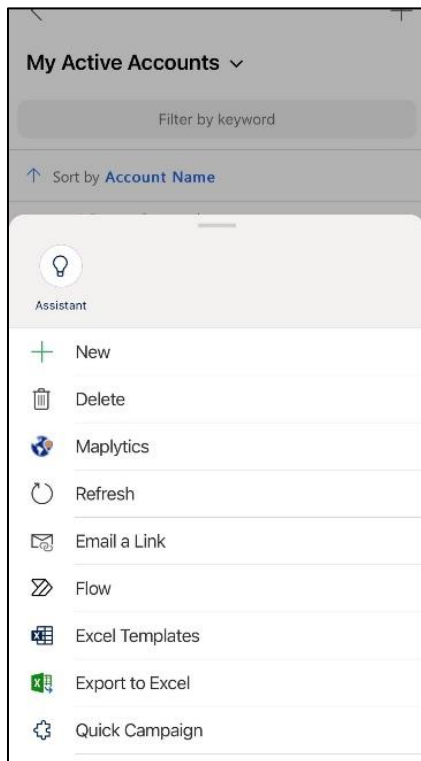 My Active Accounts
Filter by keyword
Sort by Account Name
Assistant
New
Delete
Maplytics
Refresh
Email a Link
Flow
Excel Templates
Export to Excel
Quick Campaign